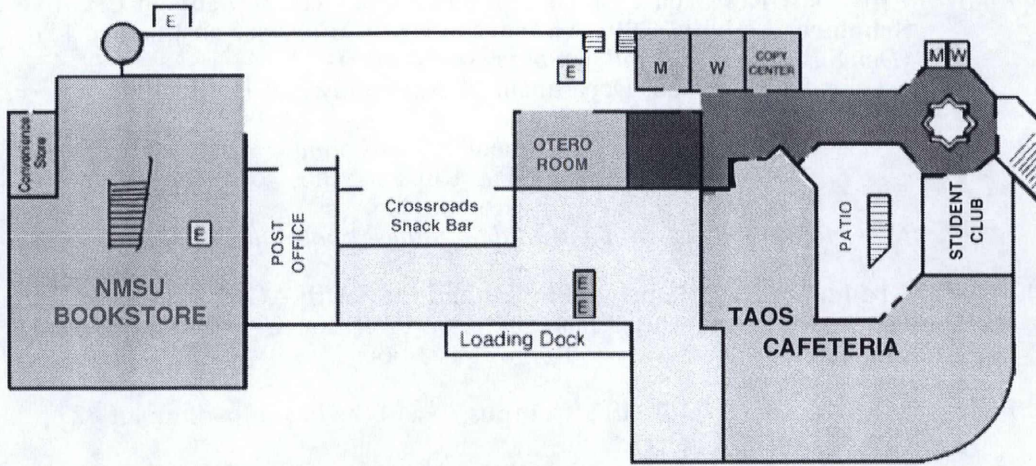 E
E
M
W
COPY
CENTER
M W
Convenience
Store
OTERO
ROOM
E
POST
OFFICE
Crossroads
Snack Bar
PATIO
STUDENT
CLUB
NMSU
BOOKSTORE
E
E
Loading Dock
TAOS
CAFETERIA